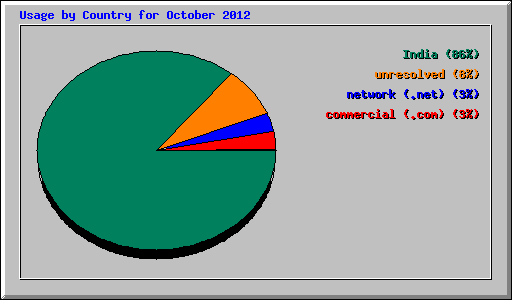 Usage by Country for October 2012
India (86%)
unresolved (8%)
network (.net) (3%)
commercial (.com) (3%)